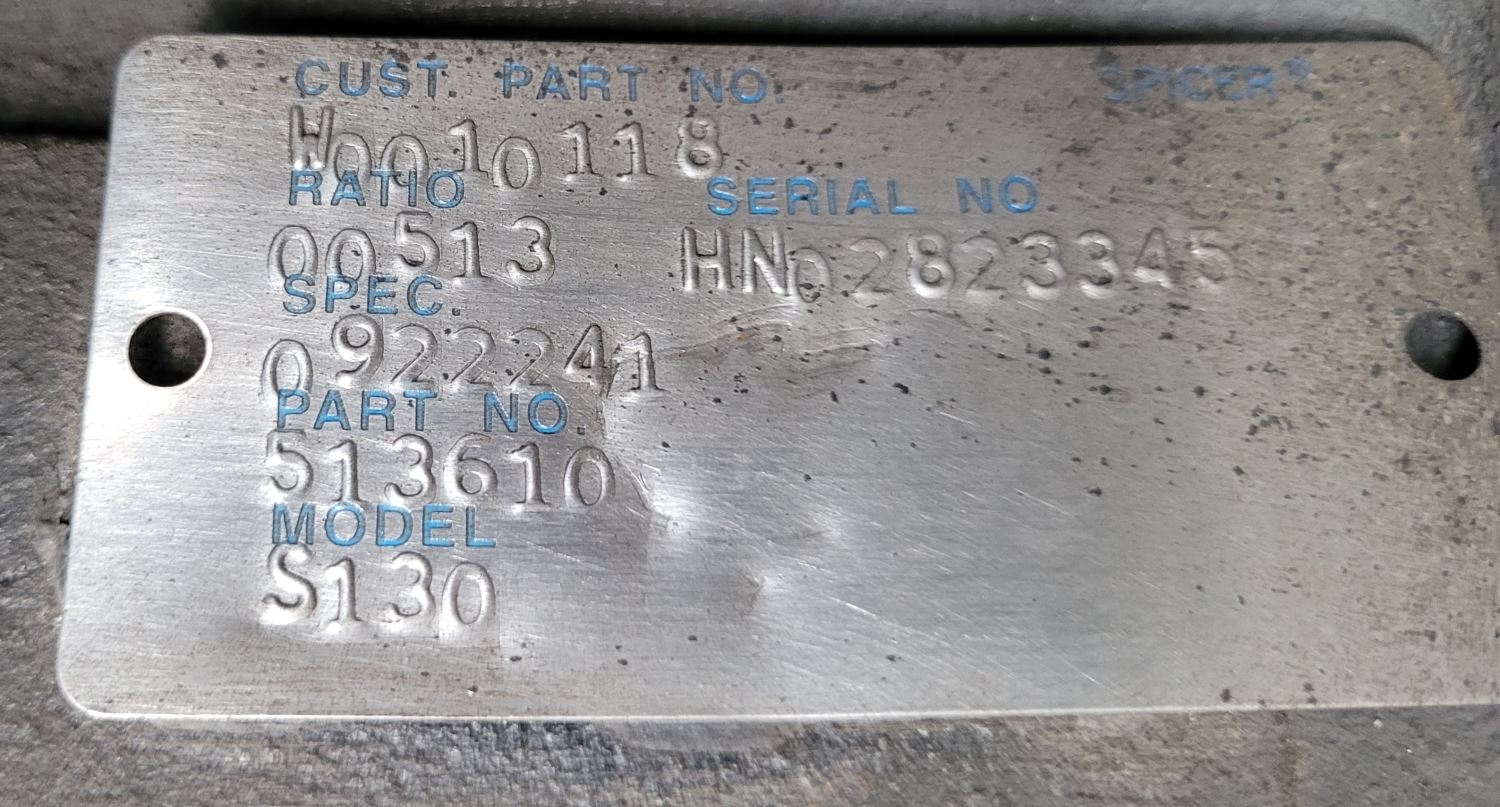 CUST. PART NO. SPICER®
W0010118
RATIO SERIAL NO
00513 HN02823345
SPEC.
0922241
PART NO.
513610
MODEL
S130